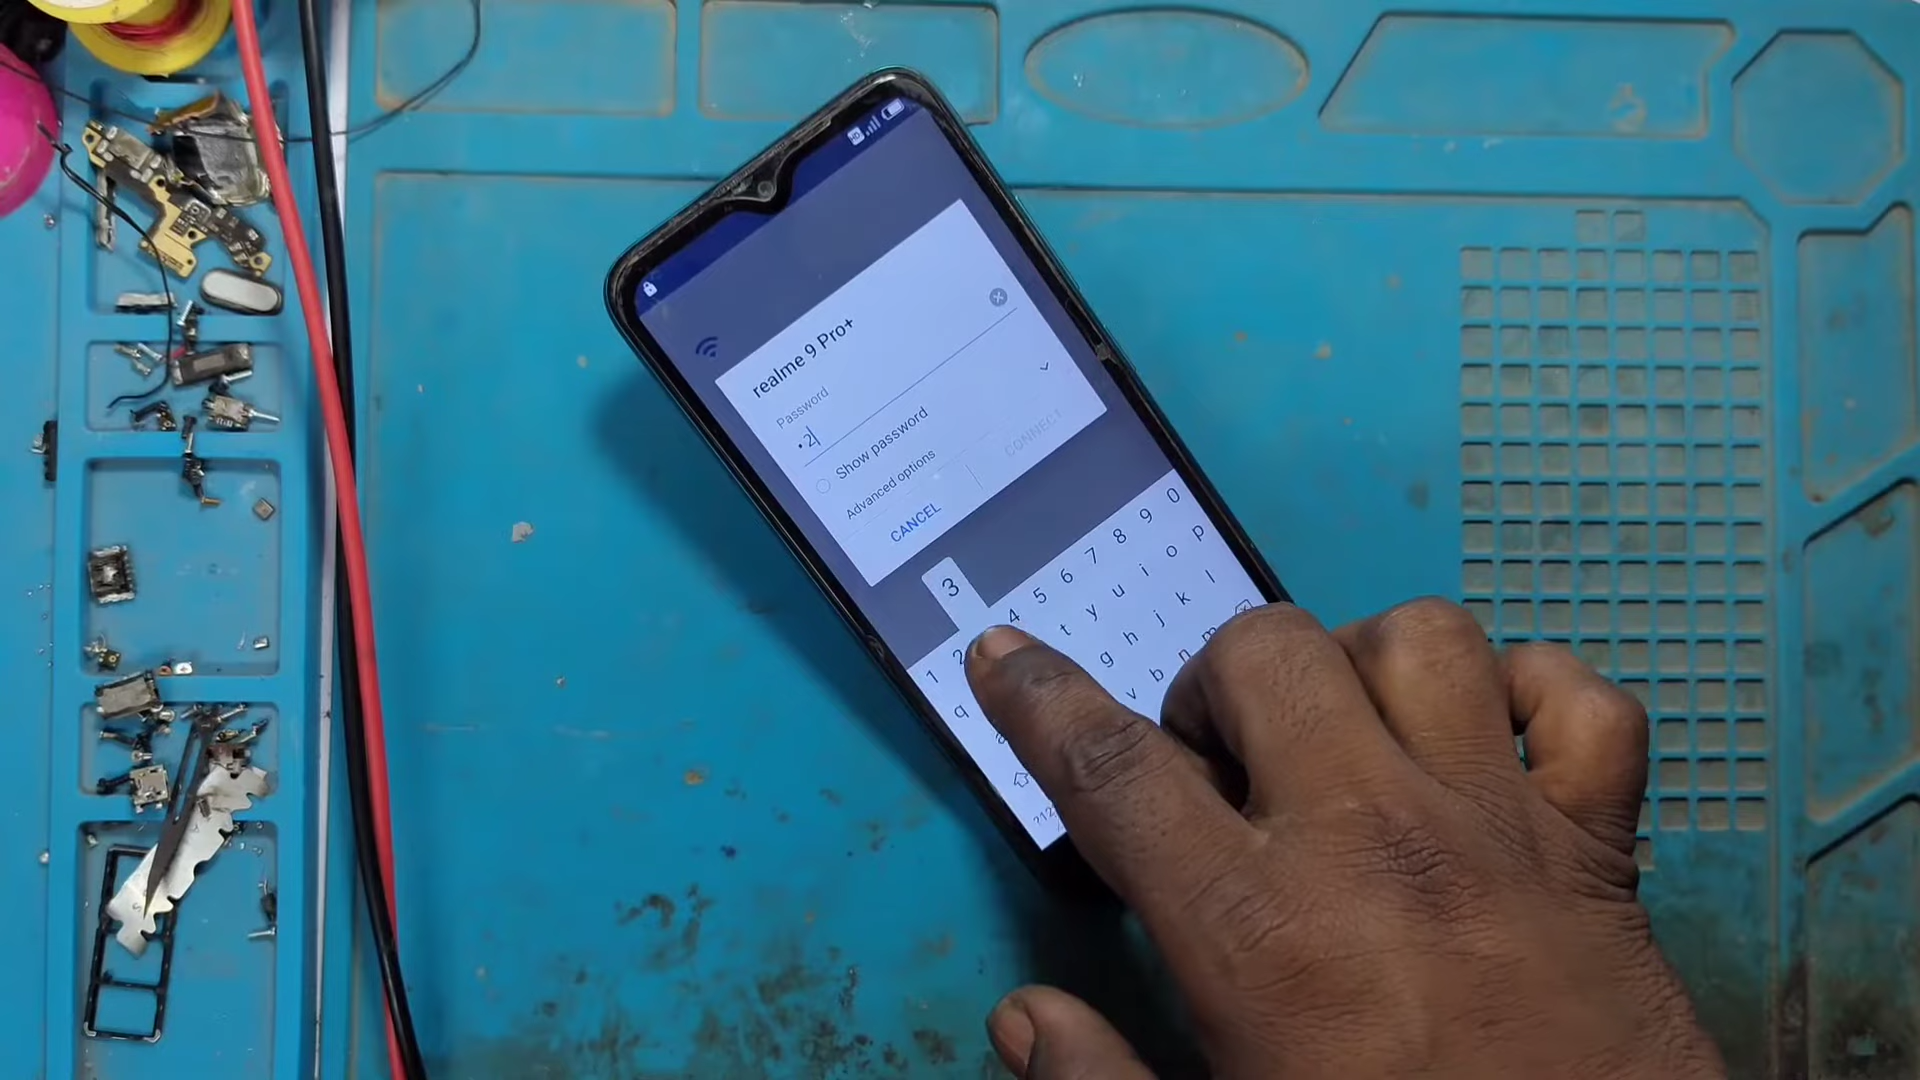 realme 9 Pro+
Password
•2
Show password
Advanced options
CANCEL
CONNECT
3
1 2 4 5 6 7 8 9 0
q t y u i o p
a g h j k l
v b n m
?12